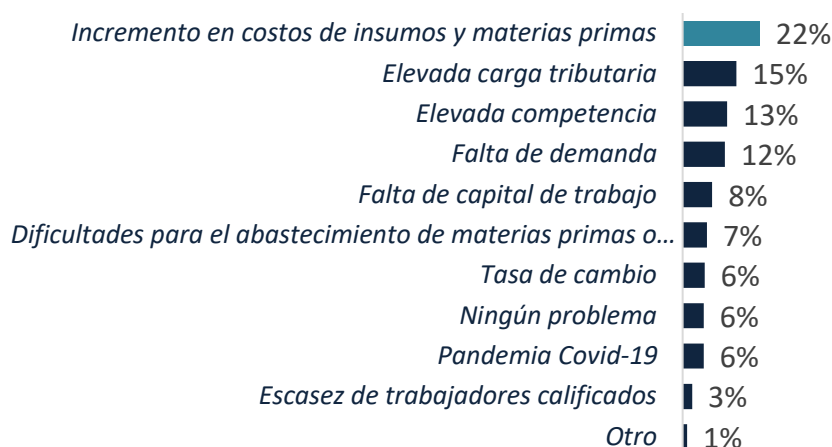 Incremento en costos de insumos y materias primas 22%
Elevada carga tributaria 15%
Elevada competencia 13%
Falta de demanda 12%
Falta de capital de trabajo 8%
Dificultades para el abastecimiento de materias primas o… 7%
Tasa de cambio 6%
Ningún problema 6%
Pandemia Covid-19 6%
Escasez de trabajadores calificados 3%
Otro 1%